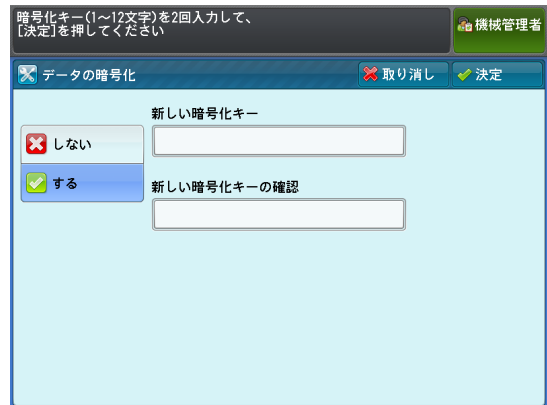 暗号化キー(1～12文字)を2回入力して、
[決定]を押してください
機械管理者
データの暗号化
取り消し
決定
新しい暗号化キー
しない
する
新しい暗号化キーの確認